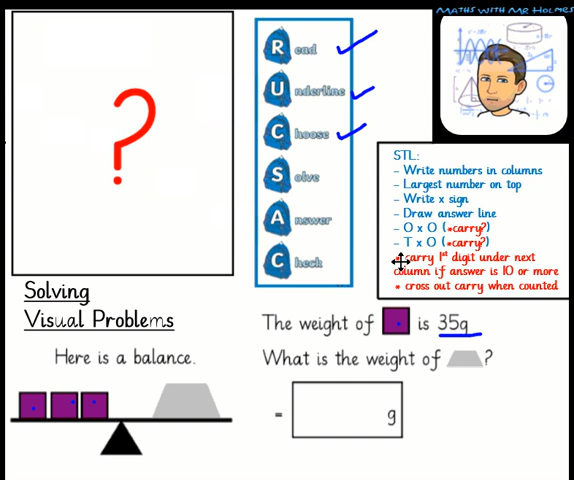 MATHS WITH MR HOLMES
?
Read
Underline
Choose
Solve
Answer
Check
STL:
- Write numbers in columns
- Largest number on top
- Write x sign
- Draw answer line
- O x O (*carry?)
- T x O (*carry?)
* carry 1st digit under next
column if answer is 10 or more
* cross out carry when counted
Solving
Visual Problems
Here is a balance.
The weight of is 35g
What is the weight of ?
= g